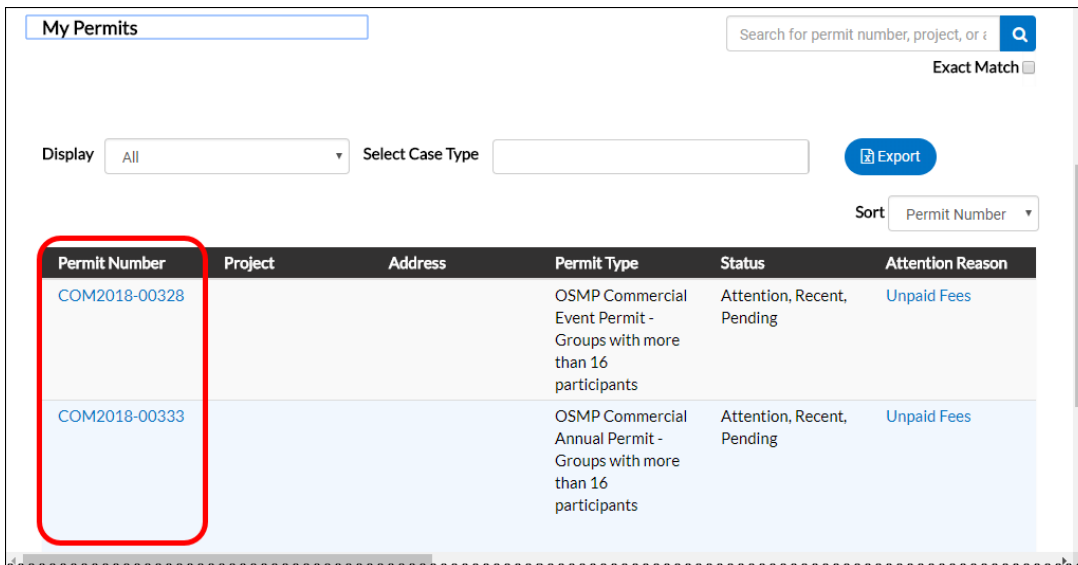 My Permits
Search for permit number, project, or a
Exact Match
Display All Select Case Type Export
Sort Permit Number
Permit Number Project Address Permit Type Status Attention Reason
COM2018-00328 OSMP Commercial Attention, Recent, Unpaid Fees
Event Permit - Pending
Groups with more
than 16
participants
COM2018-00333 OSMP Commercial Attention, Recent, Unpaid Fees
Annual Permit - Pending
Groups with more
than 16
participants